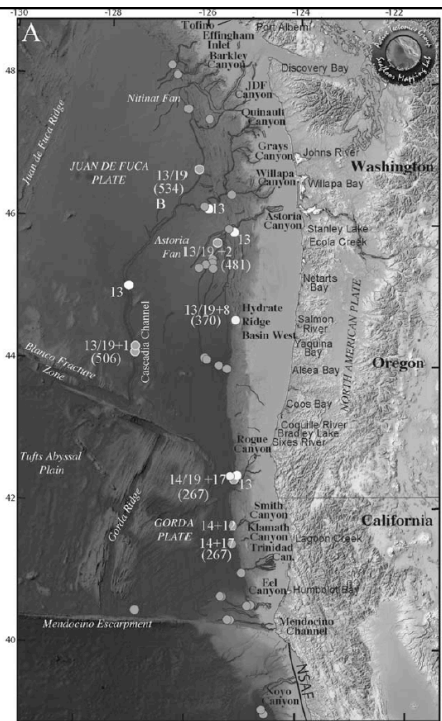 -130
-128
-126
-124
-122
A
Tofino
Effingham
Inlet
Barkley
Canyon
Port Alberni
Discovery Bay
48
JDF
Canyon
Nitinat Fan
Quinault
Canyon
Juan de Fuca Ridge
Grays
Canyon
Johns River
Washington
JUAN DE FUCA
PLATE
13/19
(534)
Willapa
Canyon
Willapa Bay
B
13
46
Astoria
Canyon
Stanley Lake
Ecola Creek
13
Astoria
Fan
13/19 +2
(481)
Netarts
Bay
13
13/19+8
(370)
Hydrate
Ridge
Basin West
Salmon
River
Yaquina
Bay
NORTH AMERICAN PLATE
13/19+1
(506)
Cascadia Channel
44
Alsea Bay
Oregon
Blanco Fracture
Zone
Coos Bay
Coquille River
Bradley Lake
Sixes River
Rogue
Canyon
Tufts Abyssal
Plain
14/19 +17
(267)
13
42
Gorda Ridge
Smith
Canyon
California
GORDA
PLATE
14+1
Klamath
Canyon
14+17
(267)
Lagoon Creek
Trinidad
Can.
Eel
Canyon
Humboldt Bay
Mendocino Escarpment
Mendocino
Channel
40
NSAF
Noyo
Canyon